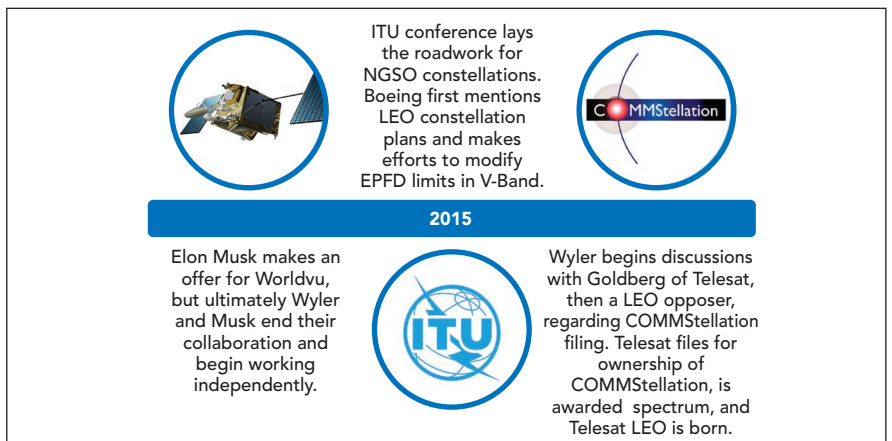 ITU conference lays
the roadwork for
NGSO constellations.
Boeing first mentions
LEO constellation
plans and makes
efforts to modify
EPFD limits in V-Band.
COMMStellation
2015
Elon Musk makes an
offer for Worldvu,
but ultimately Wyler
and Musk end their
collaboration and
begin working
independently.
ITU
Wyler begins discussions
with Goldberg of Telesat,
then a LEO opposer,
regarding COMMStellation
filing. Telesat files for
ownership of
COMMStellation, is
awarded spectrum, and
Telesat LEO is born.